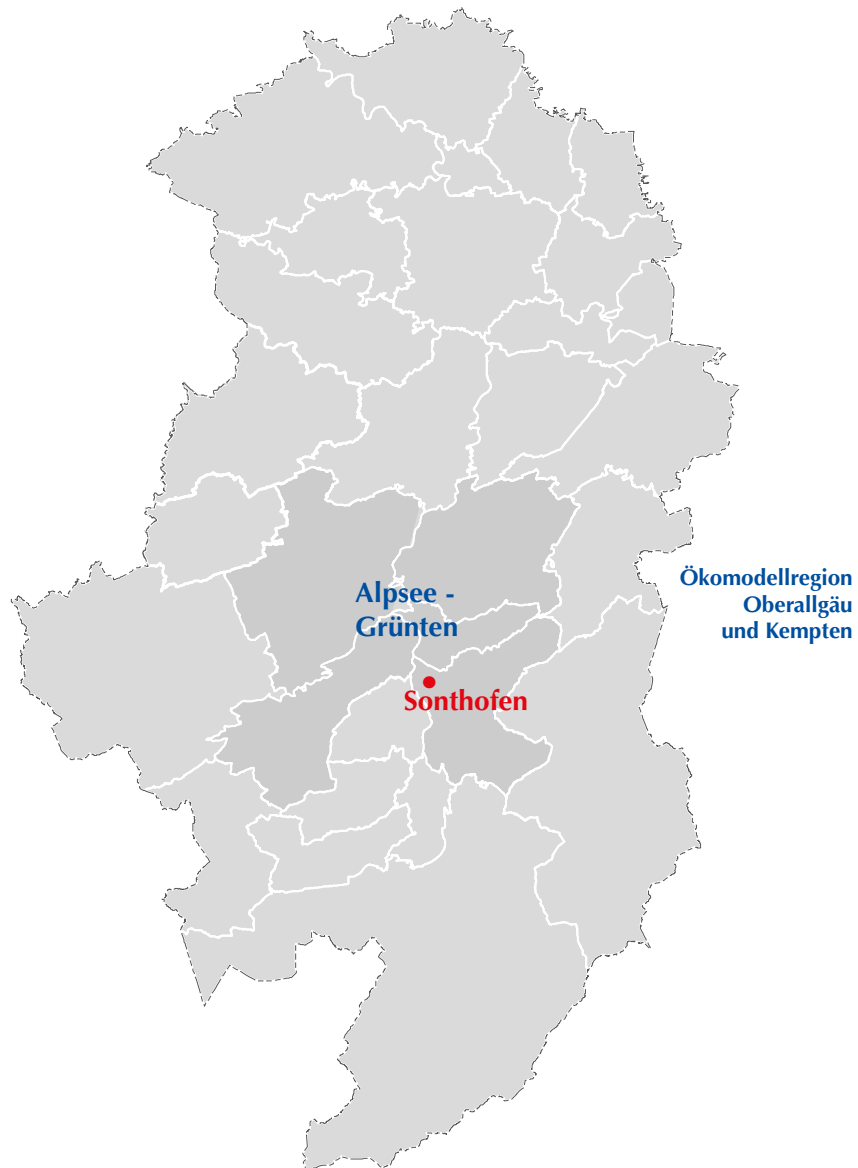 Alpsee -
Grünten
Sonthofen
Ökomodellregion
Oberallgäu
und Kempten